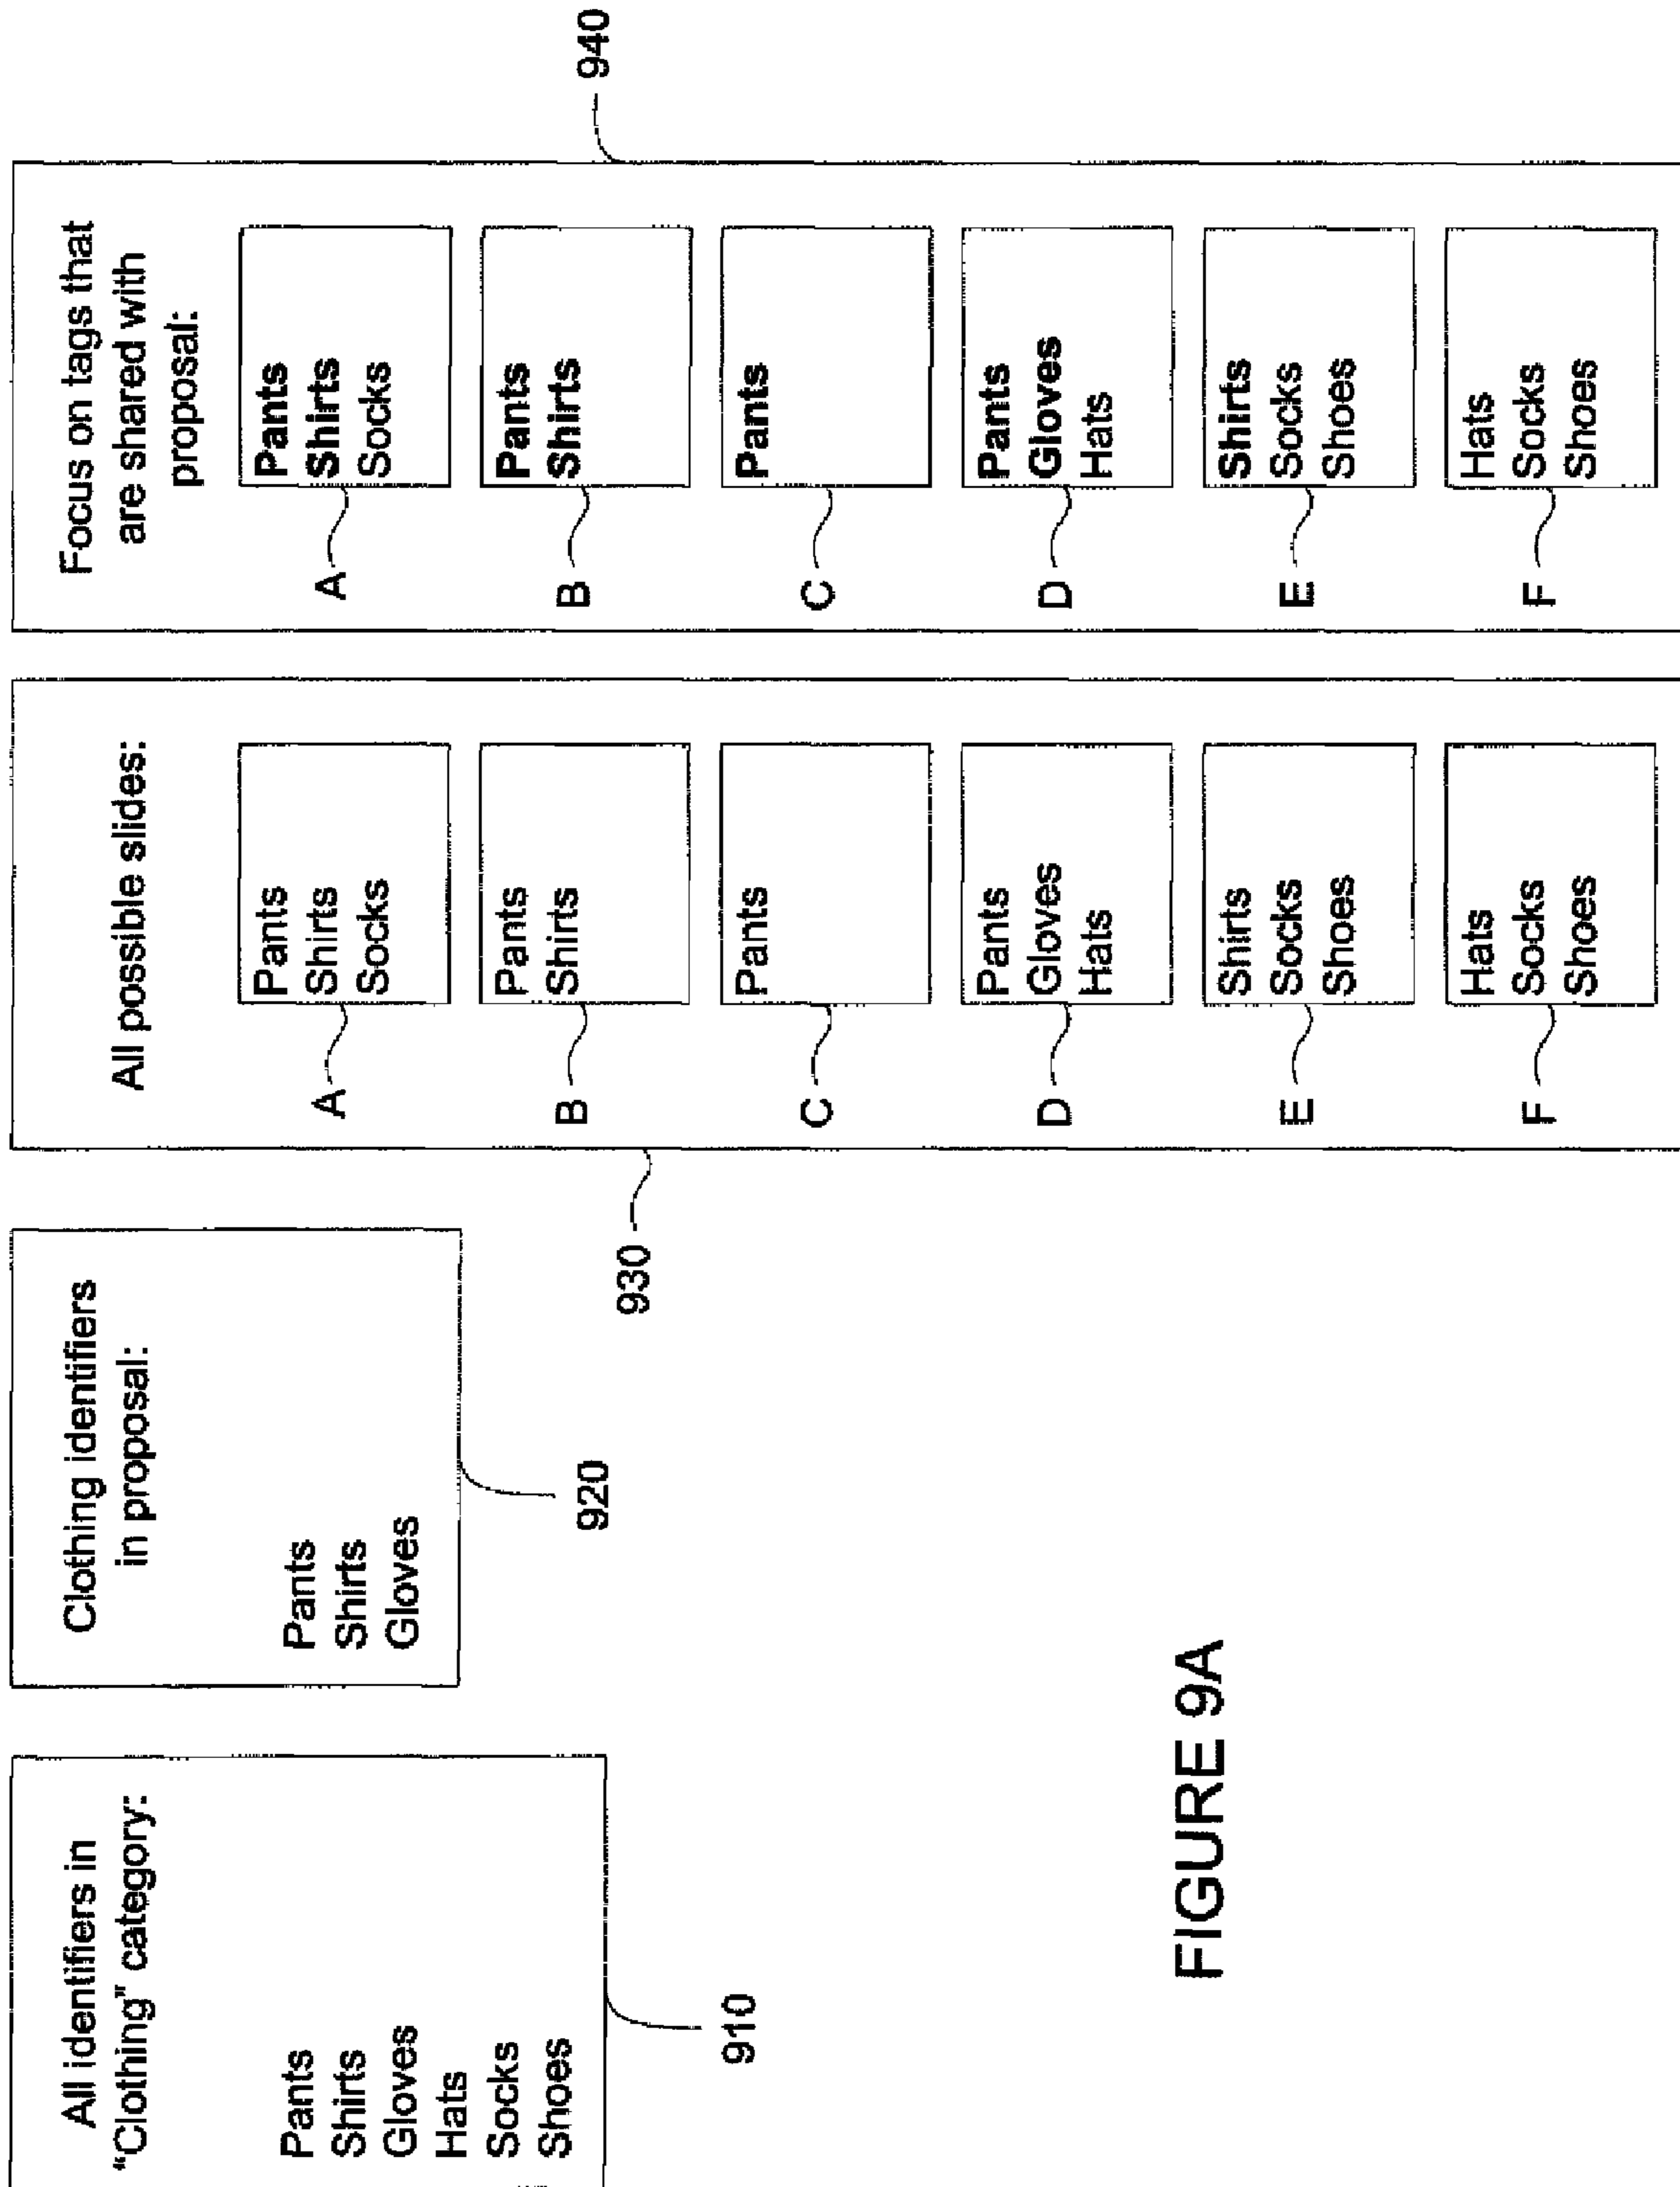 All identifiers in
“Clothing” category:
Pants
Shirts
Gloves
Hats
Socks
Shoes
910
Clothing identifiers
in proposal:
Pants
Shirts
Gloves
920
All possible slides:
A
Pants
Shirts
Socks
B
Pants
Shirts
C
Pants
D
Pants
Gloves
Hats
E
Shirts
Socks
Shoes
F
Hats
Socks
Shoes
930
Focus on tags that
are shared with
proposal:
A
Pants
Shirts
Socks
B
Pants
Shirts
C
Pants
D
Pants
Gloves
Hats
E
Shirts
Socks
Shoes
F
Hats
Socks
Shoes
940
FIGURE 9A